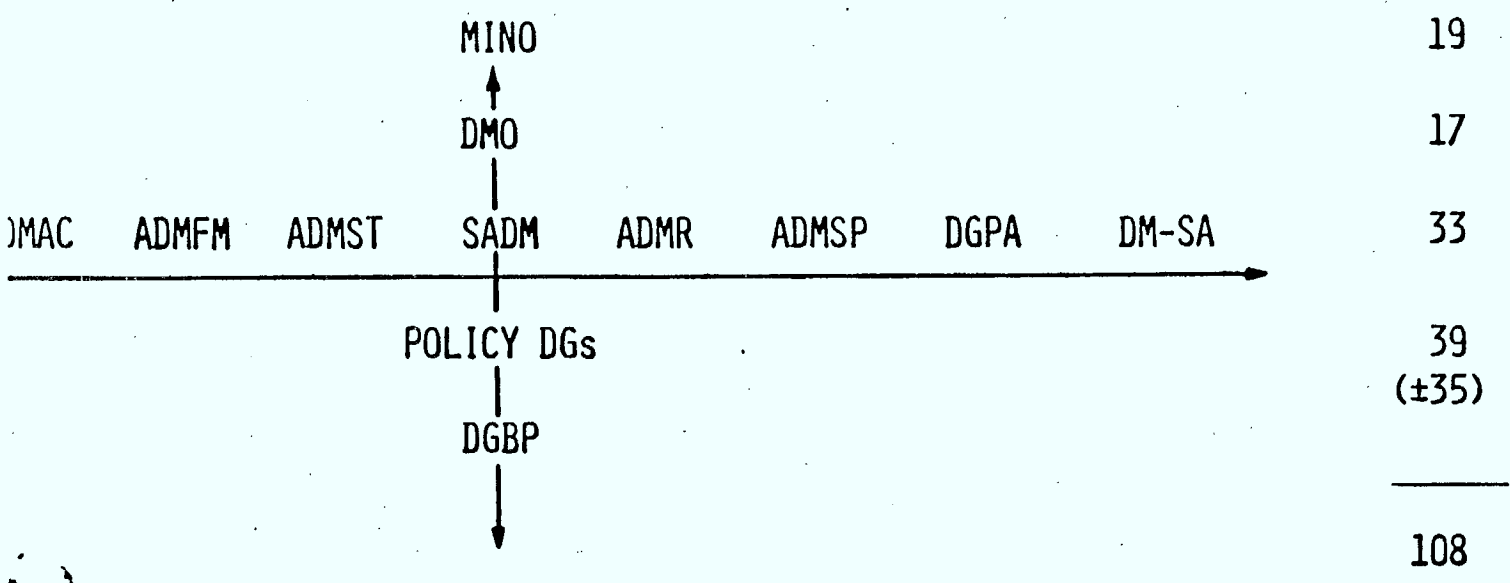 MINO 19
DMO 17
ADMFM ADMST SADM ADMR ADMSP DGPA DM-SA 33
POLICY DGs 39
(±35)
DGBP
108